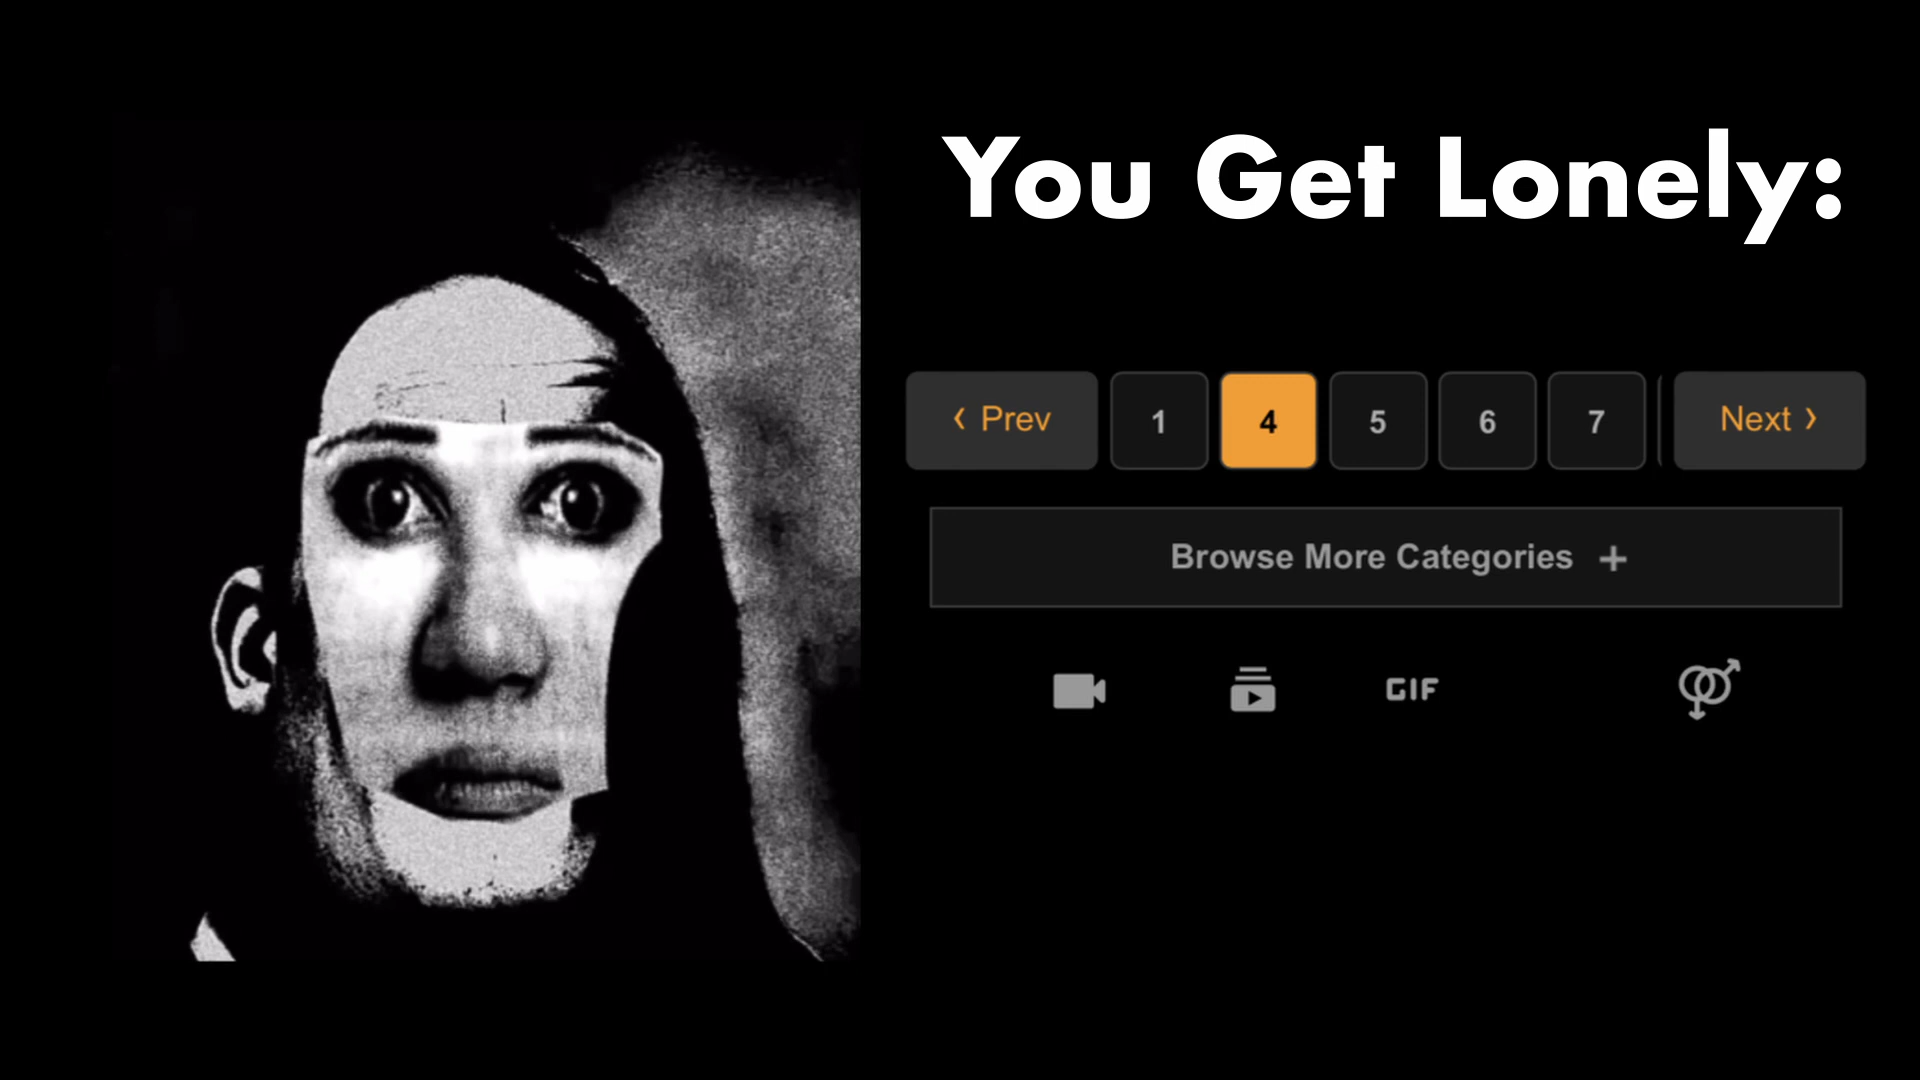 You Get Lonely:
‹ Prev 1 4 5 6 7 Next ›
Browse More Categories +
GIF